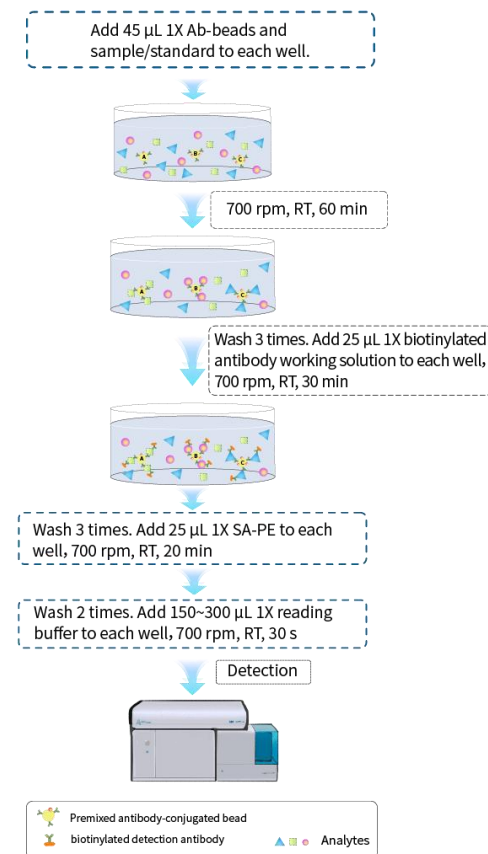 Add 45 μL 1X Ab-beads and
sample/standard to each well.
A
B
C
700 rpm, RT, 60 min
A
B
C
Wash 3 times. Add 25 μL 1X biotinylated
antibody working solution to each well,
700 rpm, RT, 30 min
A
B
C
Wash 3 times. Add 25 μL 1X SA-PE to each
well, 700 rpm, RT, 20 min
Wash 2 times. Add 150~300 μL 1X reading
buffer to each well, 700 rpm, RT, 30 s
Detection
Premixed antibody-conjugated bead
biotinylated detection antibody
Analytes